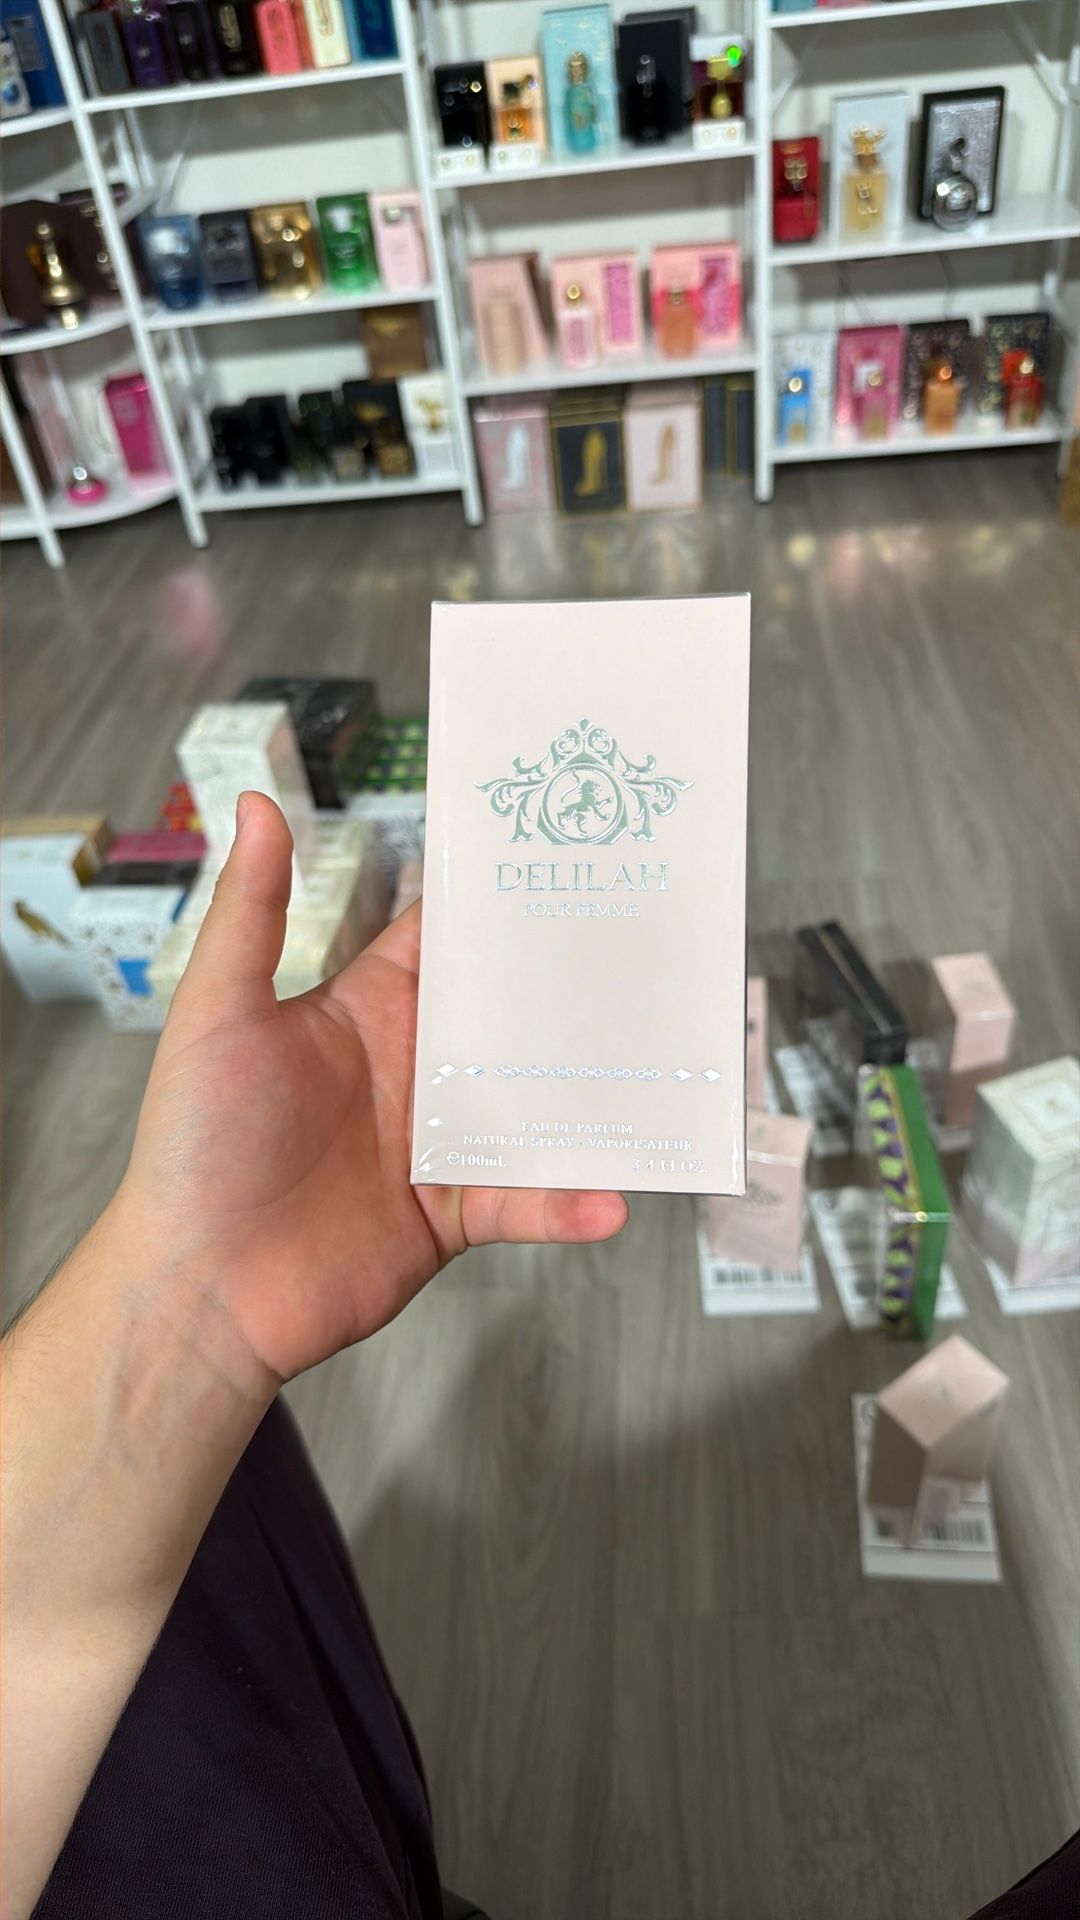 DELILAH
POUR FEMME
EAU DE PARFUM
NATURAL SPRAY - VAPORISATEUR
℮100mL 3.4 FL.OZ.